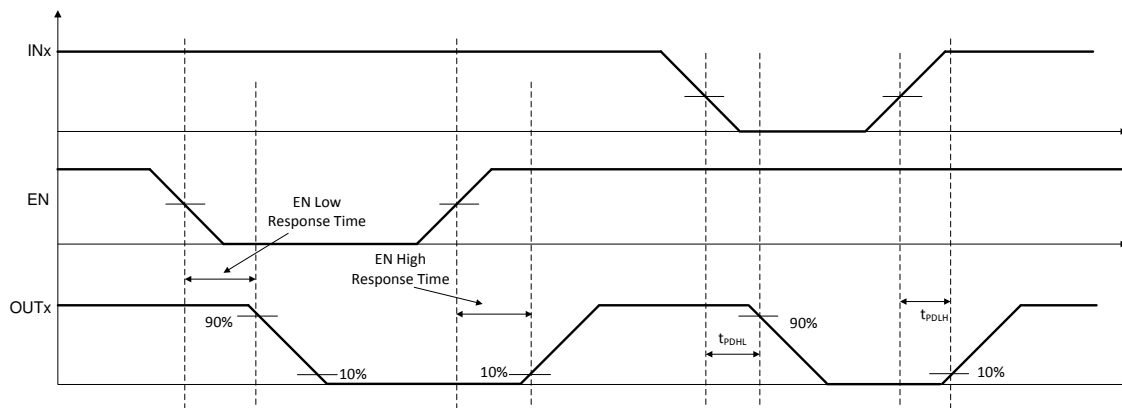 INx
EN
EN Low
Response Time
EN High
Response Time
OUTx
90%
10%
10%
tPDHL
90%
tPDLH
10%